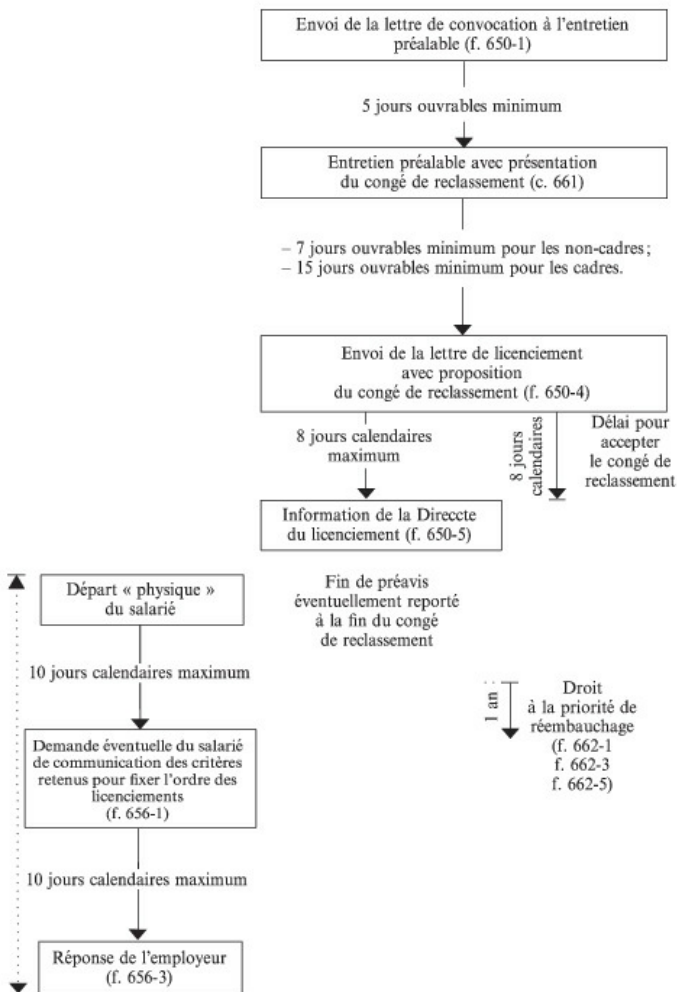 Envoi de la lettre de convocation à l'entretien
préalable (f. 650-1)
5 jours ouvrables minimum
Entretien préalable avec présentation
du congé de reclassement (c. 661)
– 7 jours ouvrables minimum pour les non-cadres ;
– 15 jours ouvrables minimum pour les cadres.
Envoi de la lettre de licenciement
avec proposition
du congé de reclassement (f. 650-4)
8 jours calendaires
maximum
8 jours
calendaires
Délai pour
accepter
le congé de
reclassement
Information de la Direccte
du licenciement (f. 650-5)
Départ « physique »
du salarié
Fin de préavis
éventuellement reporté
à la fin du congé
de reclassement
10 jours calendaires maximum
1 an
Droit
à la priorité de
réembauchage
(f. 662-1
f. 662-3
f. 662-5)
Demande éventuelle du salarié
de communication des critères
retenus pour fixer l'ordre des
licenciements
(f. 656-1)
10 jours calendaires maximum
Réponse de l'employeur
(f. 656-3)